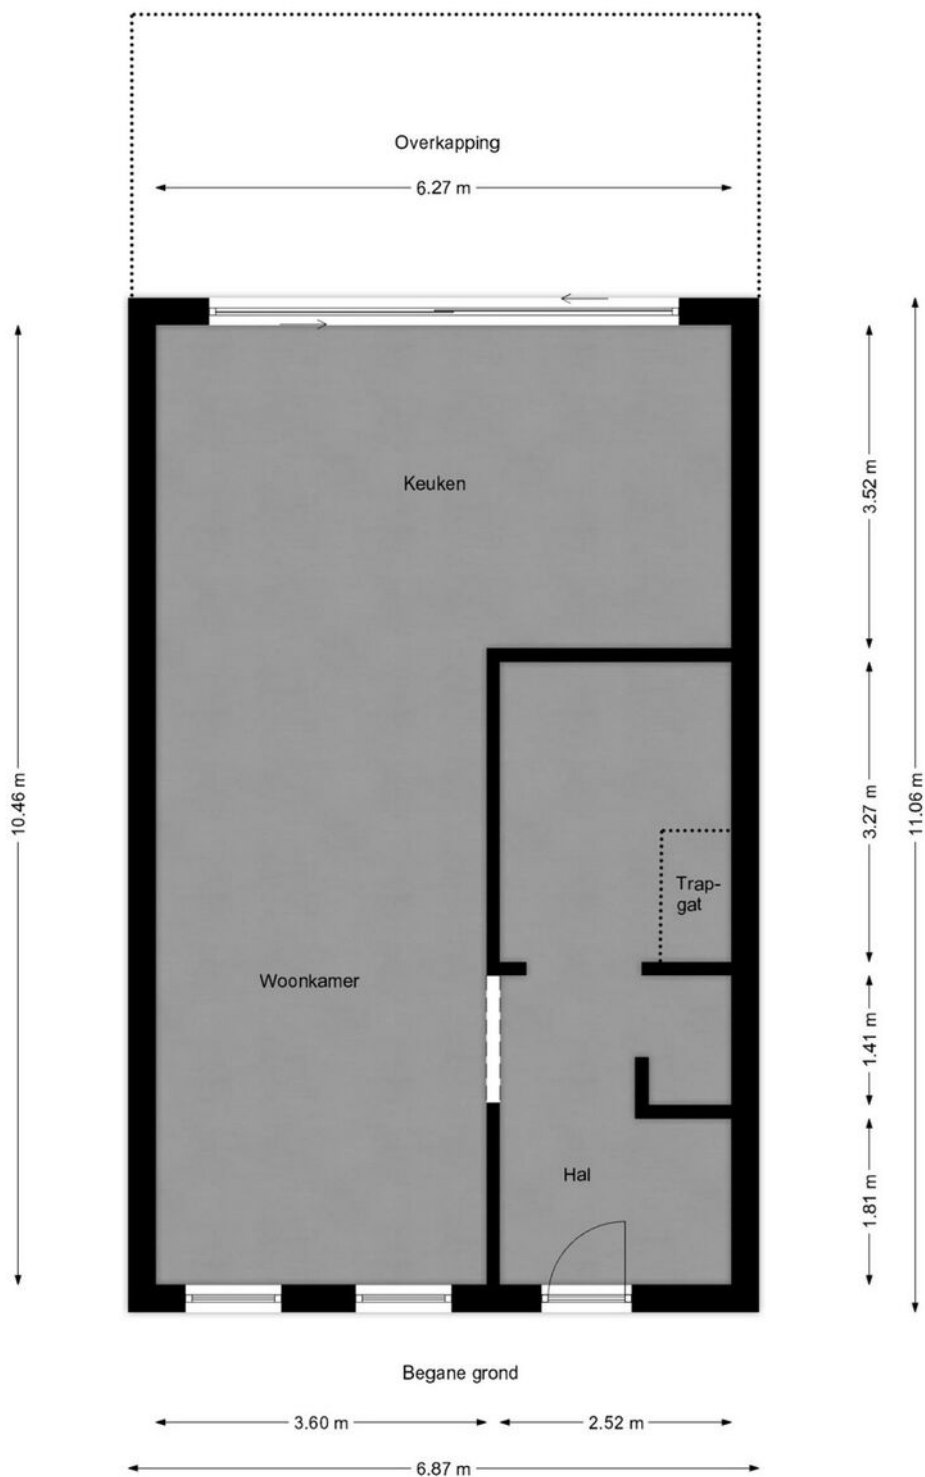 Overkapping
6.27 m
Keuken
3.52 m
10.46 m
3.27 m
11.06 m
Trap-
gat
Woonkamer
1.41 m
Hal
1.81 m
Begane grond
3.60 m
2.52 m
6.87 m